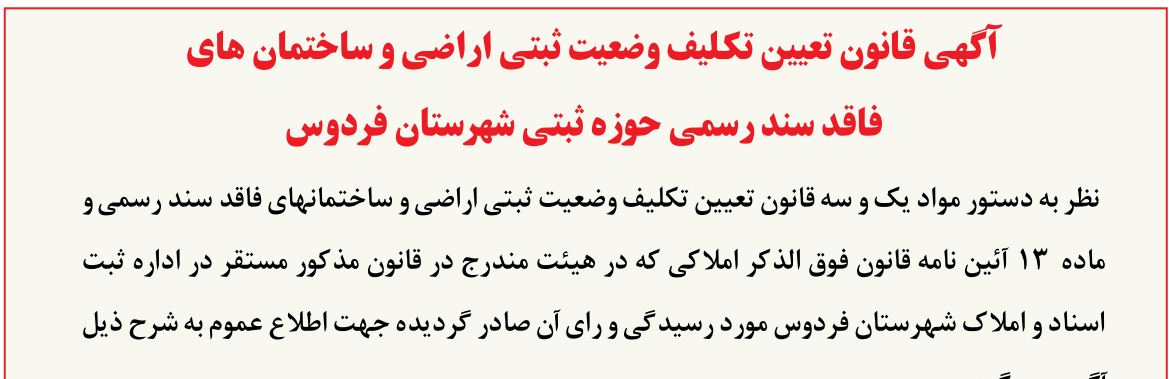 آگهی قانون تعیین تکلیف وضعیت ثبتی اراضی و ساختمان های
فاقد سند رسمی حوزه ثبتی شهرستان فردوس
نظر به دستور مواد یک و سه قانون تعیین تکلیف وضعیت ثبتی اراضی و ساختمانهای فاقد سند رسمی و
ماده ۱۳ آئین نامه قانون فوق الذکر املاکی که در هیئت مندرج در قانون مذکور مستقر در اداره ثبت
اسناد و املاک شهرستان فردوس مورد رسیدگی و رای آن صادر گردیده جهت اطلاع عموم به شرح ذیل